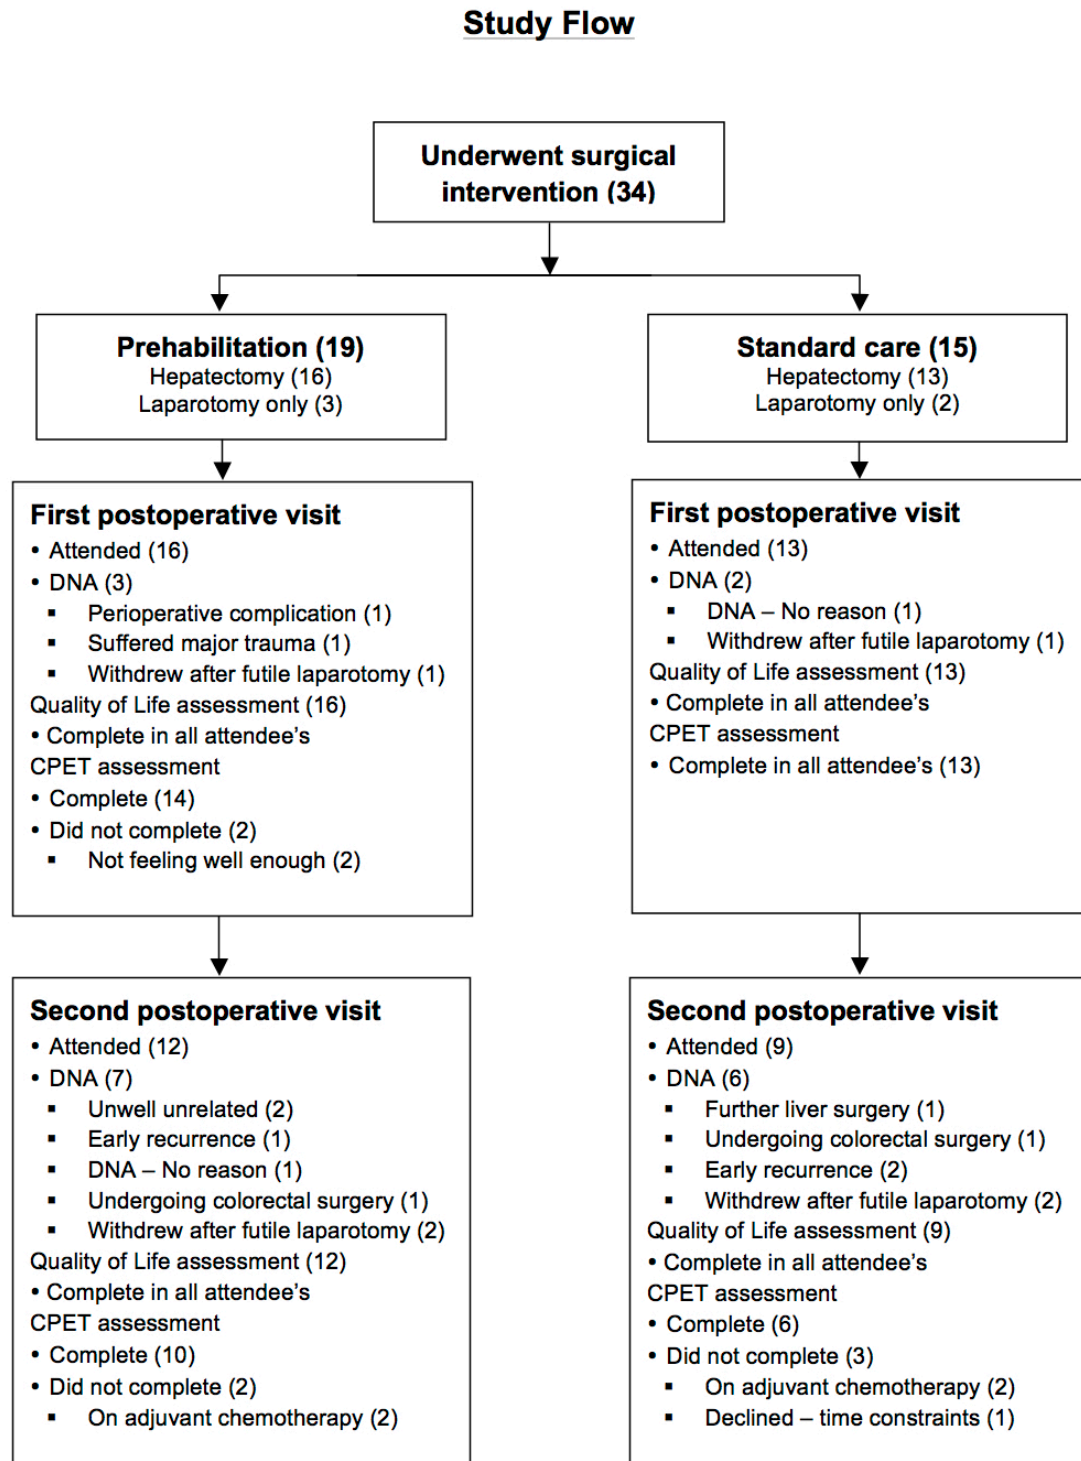 Study Flow
Underwent surgical
intervention (34)
Prehabilitation (19)
Hepatectomy (16)
Laparotomy only (3)
Standard care (15)
Hepatectomy (13)
Laparotomy only (2)
First postoperative visit
• Attended (16)
• DNA (3)
▪ Perioperative complication (1)
▪ Suffered major trauma (1)
▪ Withdrew after futile laparotomy (1)
Quality of Life assessment (16)
• Complete in all attendee’s
CPET assessment
• Complete (14)
• Did not complete (2)
▪ Not feeling well enough (2)
First postoperative visit
• Attended (13)
• DNA (2)
▪ DNA – No reason (1)
▪ Withdrew after futile laparotomy (1)
Quality of Life assessment (13)
• Complete in all attendee’s
CPET assessment
• Complete in all attendee’s (13)
Second postoperative visit
• Attended (12)
• DNA (7)
▪ Unwell unrelated (2)
▪ Early recurrence (1)
▪ DNA – No reason (1)
▪ Undergoing colorectal surgery (1)
▪ Withdrew after futile laparotomy (2)
Quality of Life assessment (12)
• Complete in all attendee’s
CPET assessment
• Complete (10)
• Did not complete (2)
▪ On adjuvant chemotherapy (2)
Second postoperative visit
• Attended (9)
• DNA (6)
▪ Further liver surgery (1)
▪ Undergoing colorectal surgery (1)
▪ Early recurrence (2)
▪ Withdrew after futile laparotomy (2)
Quality of Life assessment (9)
• Complete in all attendee’s
CPET assessment
• Complete (6)
• Did not complete (3)
▪ On adjuvant chemotherapy (2)
▪ Declined – time constraints (1)